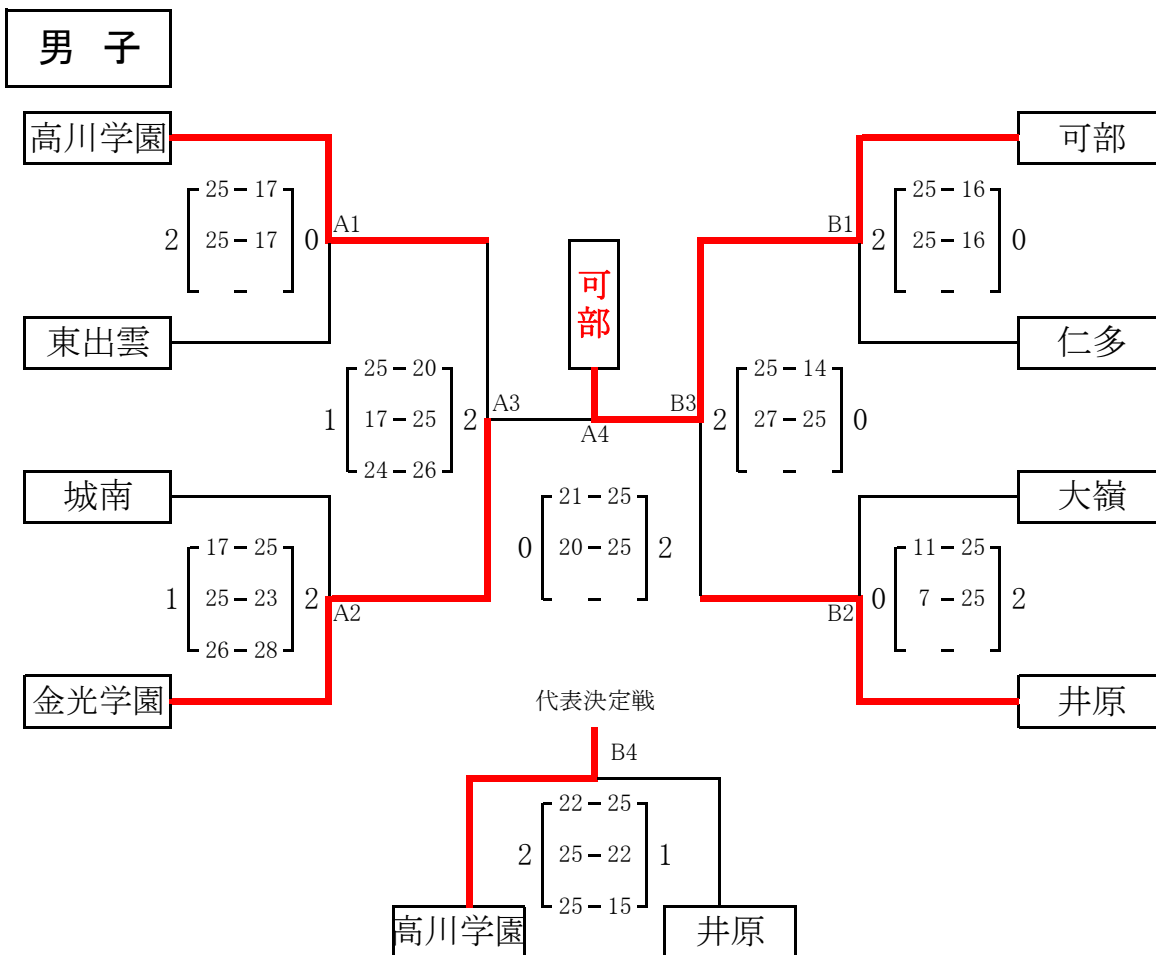 男 子
高川学園
可部
25 - 17
25 - 16
A1
B1
2
25 - 17
0
2
25 - 16
0
-
-
可部
東出雲
仁多
25 - 20
25 - 14
A3
B3
1
17 - 25
2
2
27 - 25
0
A4
24 - 26
-
城南
大嶺
21 - 25
17 - 25
11 - 25
0
20 - 25
2
1
25 - 23
2
0
7 - 25
2
-
A2
B2
26 - 28
-
金光学園
井原
代表決定戦
B4
22 - 25
2
25 - 22
1
25 - 15
高川学園
井原